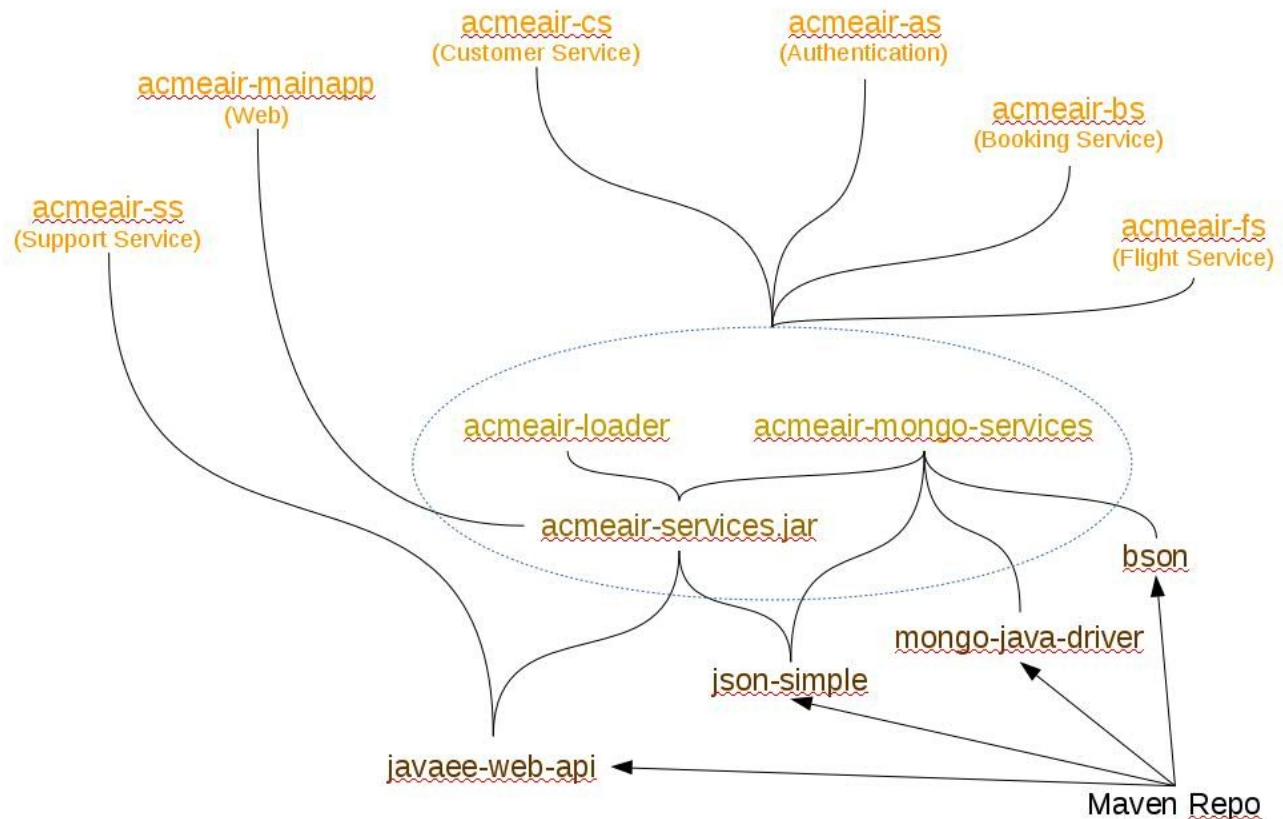 acmeair-cs
(Customer Service)
acmeair-as
(Authentication)
acmeair-mainapp
(Web)
acmeair-bs
(Booking Service)
acmeair-ss
(Support Service)
acmeair-fs
(Flight Service)
acmeair-loader
acmeair-mongo-services
acmeair-services.jar
bson
mongo-java-driver
json-simple
javaee-web-api
Maven Repo